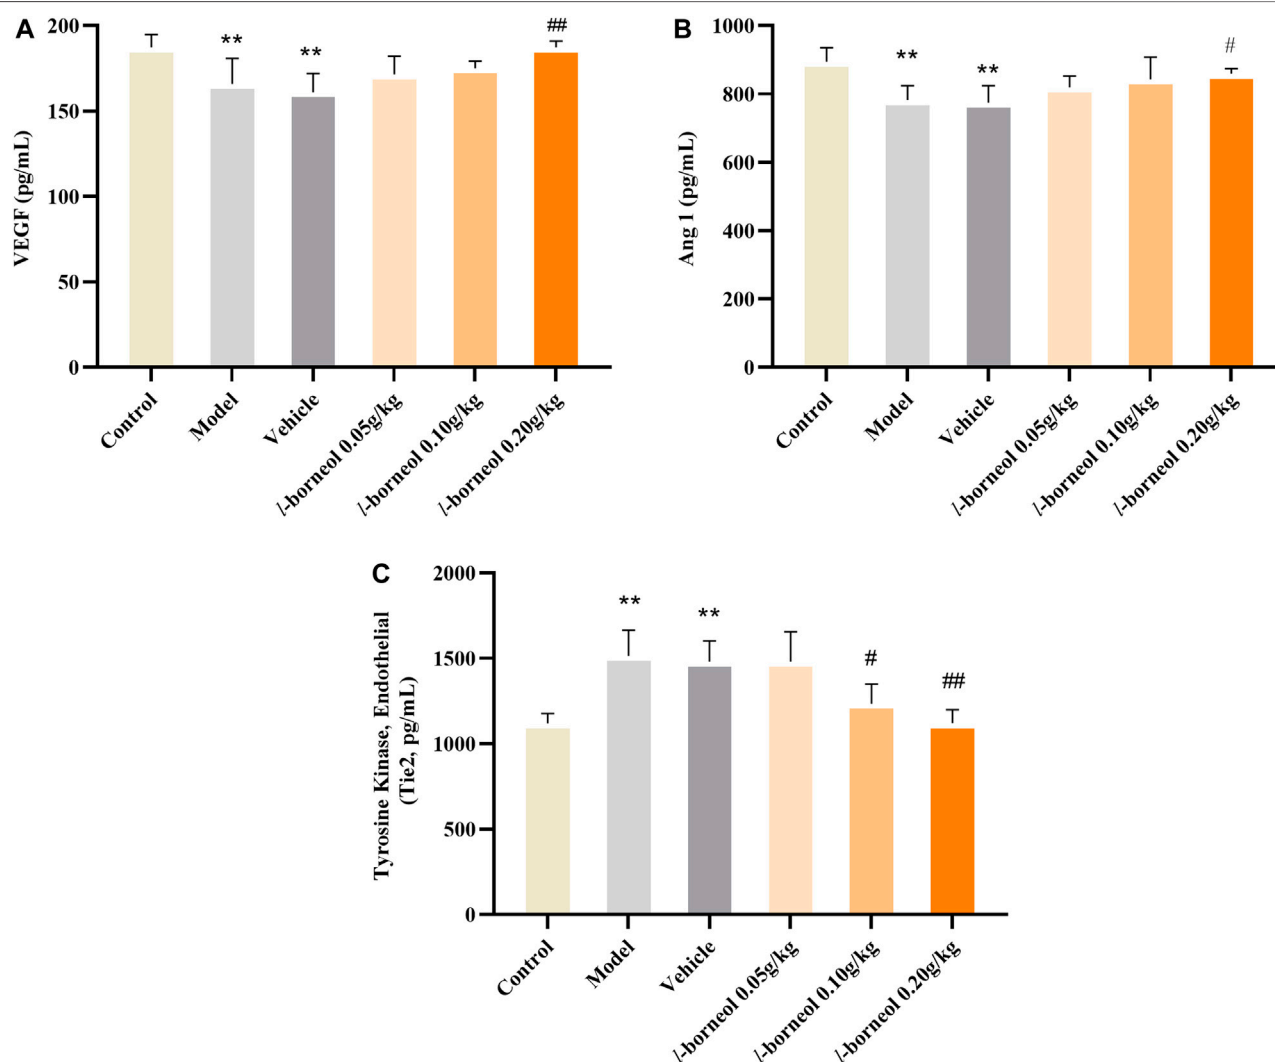 A
VEGF (pg/mL)
200
150
100
50
0
**
**
##
Control
Model
Vehicle
l-borneol 0.05g/kg
l-borneol 0.10g/kg
l-borneol 0.20g/kg
B
Ang 1 (pg/mL)
1000
800
600
400
200
0
**
**
#
Control
Model
Vehicle
l-borneol 0.05g/kg
l-borneol 0.10g/kg
l-borneol 0.20g/kg
C
Tyrosine Kinase, Endothelial
(Tie2, pg/mL)
2000
1500
1000
500
0
**
**
#
##
Control
Model
Vehicle
l-borneol 0.05g/kg
l-borneol 0.10g/kg
l-borneol 0.20g/kg